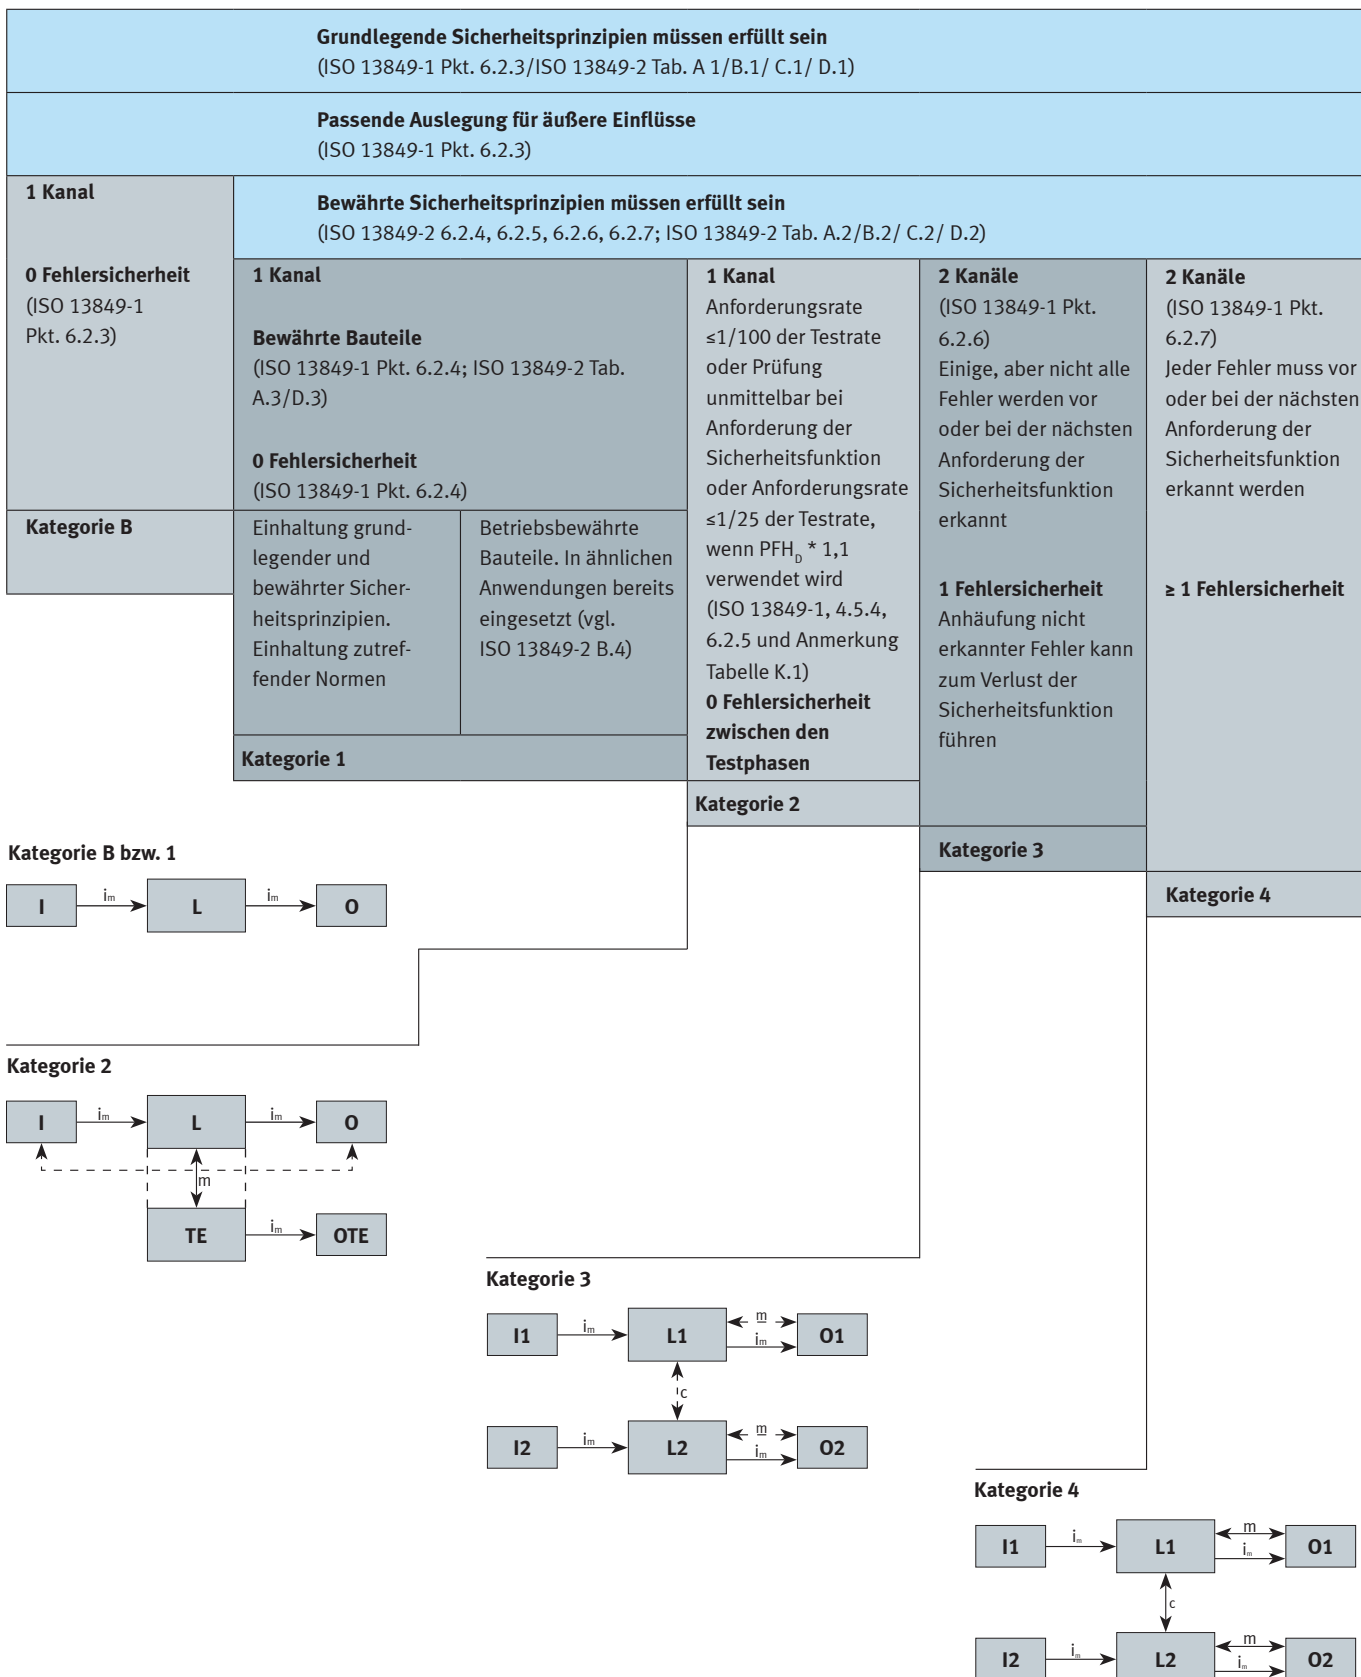 Grundlegende Sicherheitsprinzipien müssen erfüllt sein
(ISO 13849-1 Pkt. 6.2.3/ISO 13849-2 Tab. A 1/B.1/ C.1/ D.1)
Passende Auslegung für äußere Einflüsse
(ISO 13849-1 Pkt. 6.2.3)
1 Kanal
0 Fehlersicherheit
(ISO 13849-1
Pkt. 6.2.3)
Kategorie B
Bewährte Sicherheitsprinzipien müssen erfüllt sein
(ISO 13849-2 6.2.4, 6.2.5, 6.2.6, 6.2.7; ISO 13849-2 Tab. A.2/B.2/ C.2/ D.2)
1 Kanal
Bewährte Bauteile
(ISO 13849-1 Pkt. 6.2.4; ISO 13849-2 Tab.
A.3/D.3)
0 Fehlersicherheit
(ISO 13849-1 Pkt. 6.2.4)
Einhaltung grund-
legender und
bewährter Sicher-
heitsprinzipien.
Einhaltung zutref-
fender Normen
Betriebsbewährte
Bauteile. In ähnlichen
Anwendungen bereits
eingesetzt (vgl.
ISO 13849-2 B.4)
Kategorie 1
1 Kanal
Anforderungsrate
≤1/100 der Testrate
oder Prüfung
unmittelbar bei
Anforderung der
Sicherheitsfunktion
oder Anforderungsrate
≤1/25 der Testrate,
wenn PFHD * 1,1
verwendet wird
(ISO 13849-1, 4.5.4,
6.2.5 und Anmerkung
Tabelle K.1)
0 Fehlersicherheit
zwischen den
Testphasen
Kategorie 2
2 Kanäle
(ISO 13849-1 Pkt.
6.2.6)
Einige, aber nicht alle
Fehler werden vor
oder bei der nächsten
Anforderung der
Sicherheitsfunktion
erkannt
1 Fehlersicherheit
Anhäufung nicht
erkannter Fehler kann
zum Verlust der
Sicherheitsfunktion
führen
Kategorie 3
2 Kanäle
(ISO 13849-1 Pkt.
6.2.7)
Jeder Fehler muss vor
oder bei der nächsten
Anforderung der
Sicherheitsfunktion
erkannt werden
≥ 1 Fehlersicherheit
Kategorie 4
Kategorie B bzw. 1
I im L im O
Kategorie 2
I im L im O
m
TE im OTE
Kategorie 3
I1 im L1 m im O1
c
I2 im L2 m im O2
Kategorie 4
I1 im L1 m im O1
c
I2 im L2 m im O2